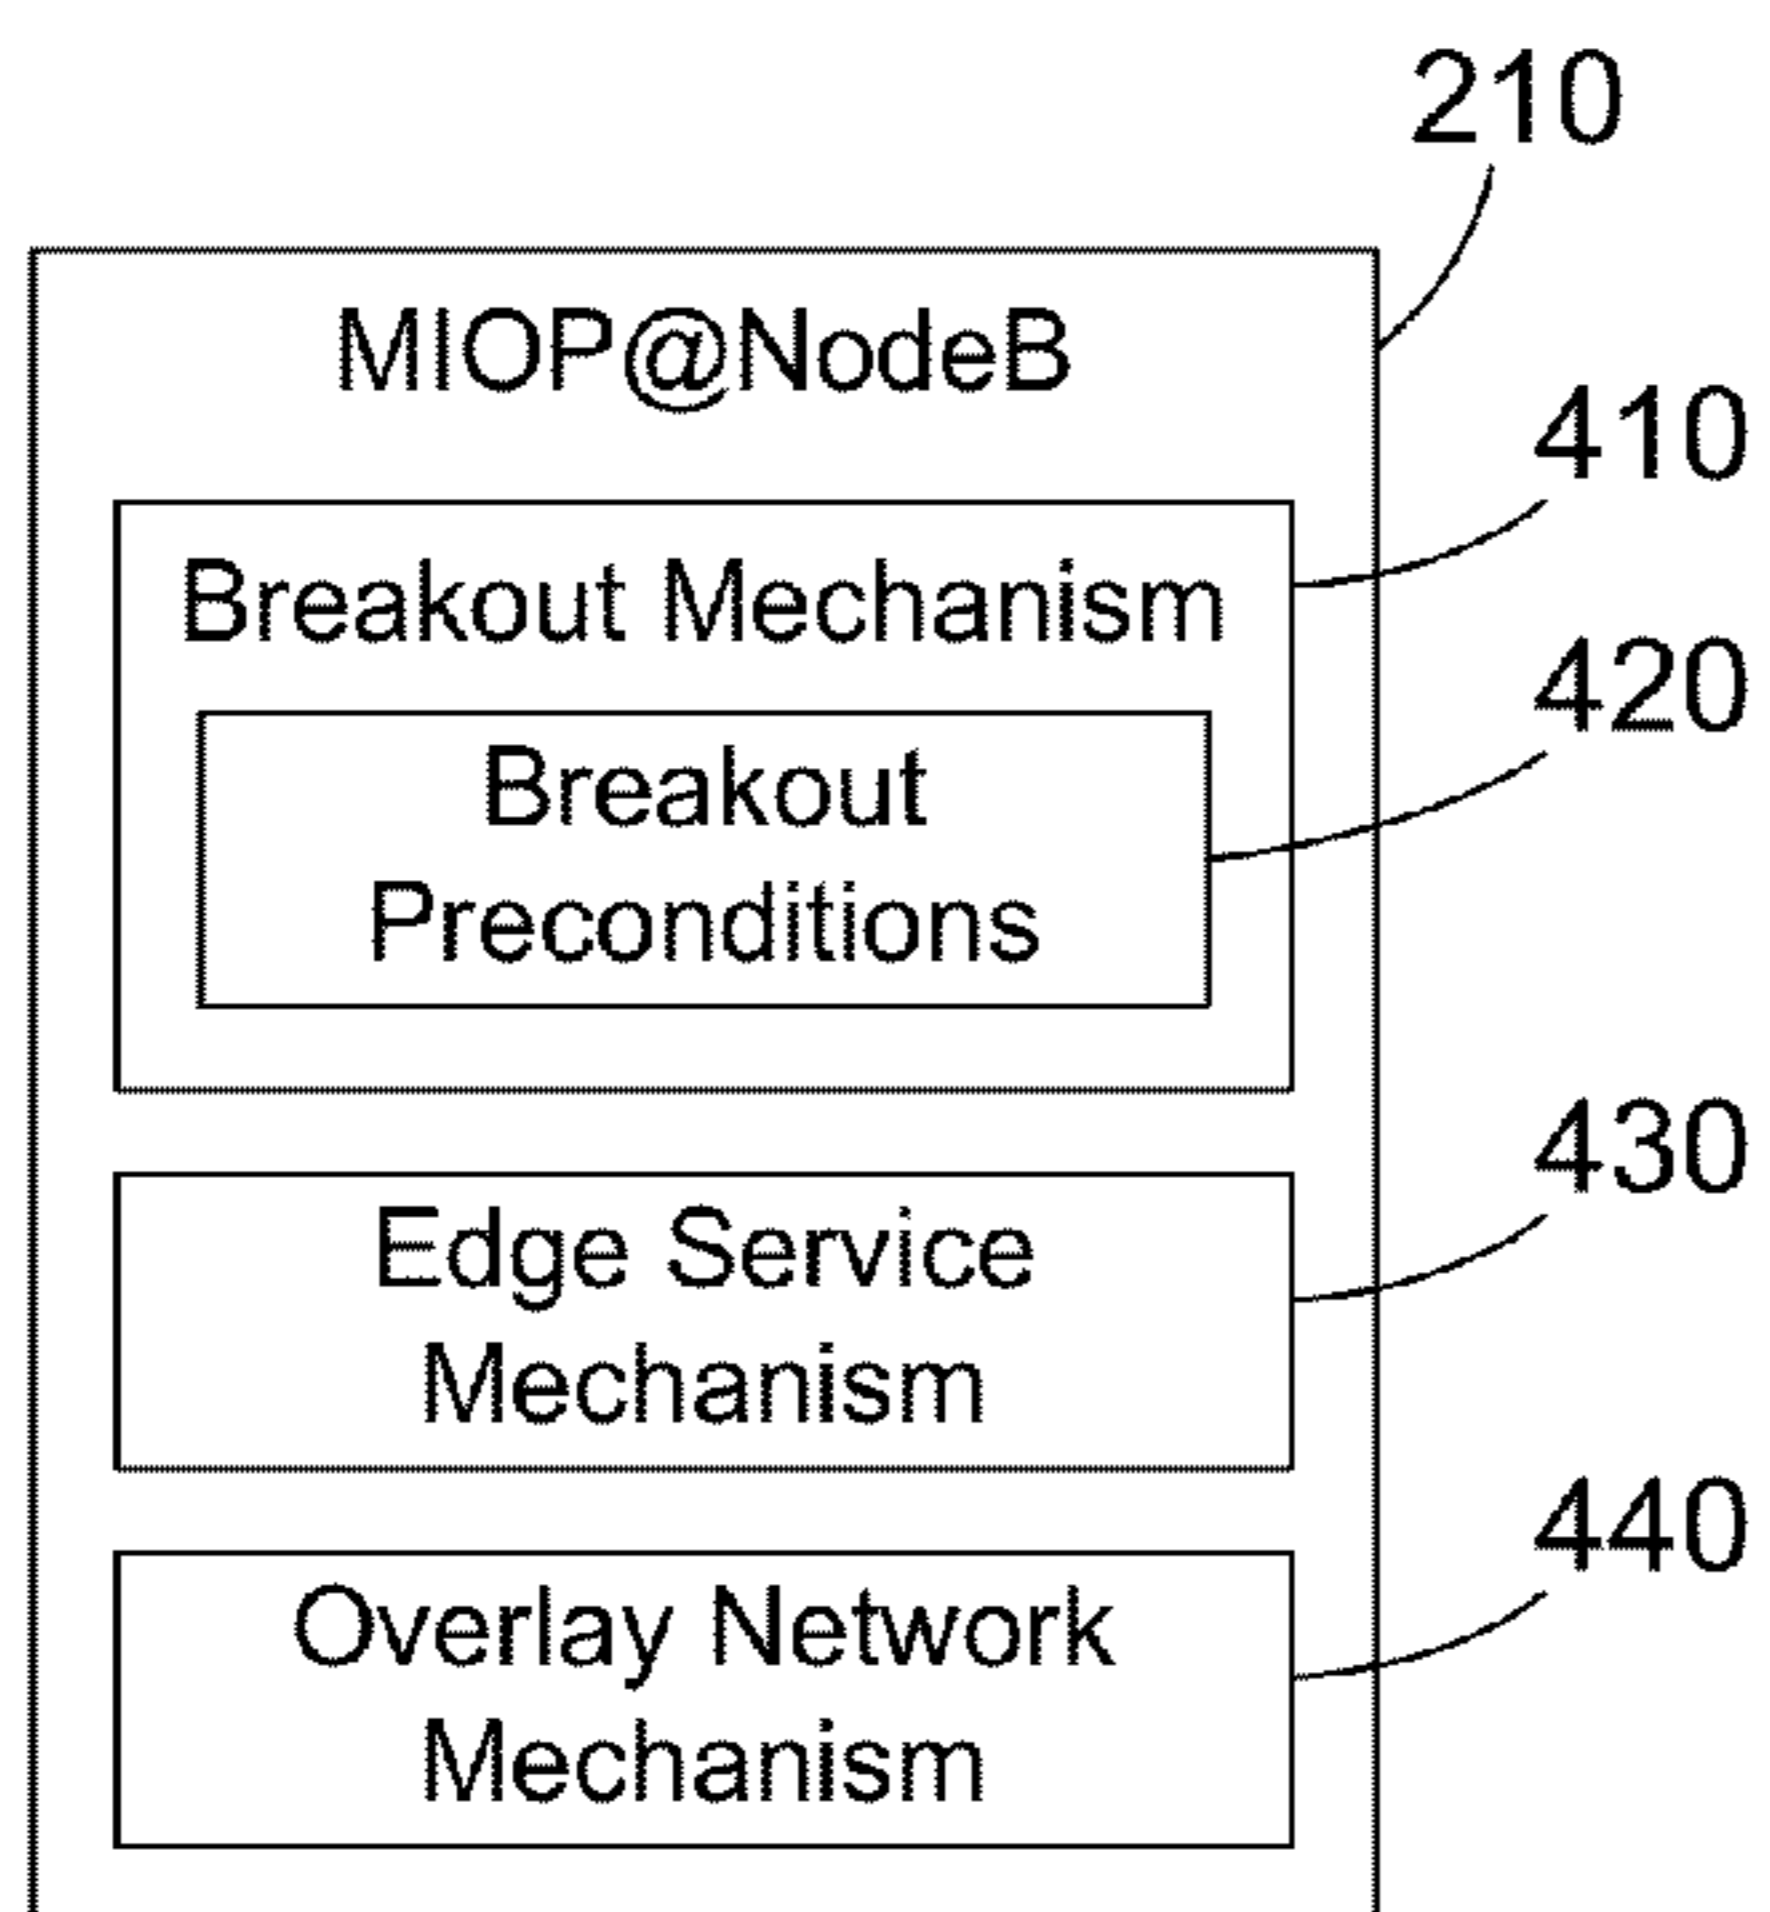 210
MIOP@NodeB
410
Breakout Mechanism
420
Breakout
Preconditions
430
Edge Service
Mechanism
440
Overlay Network
Mechanism